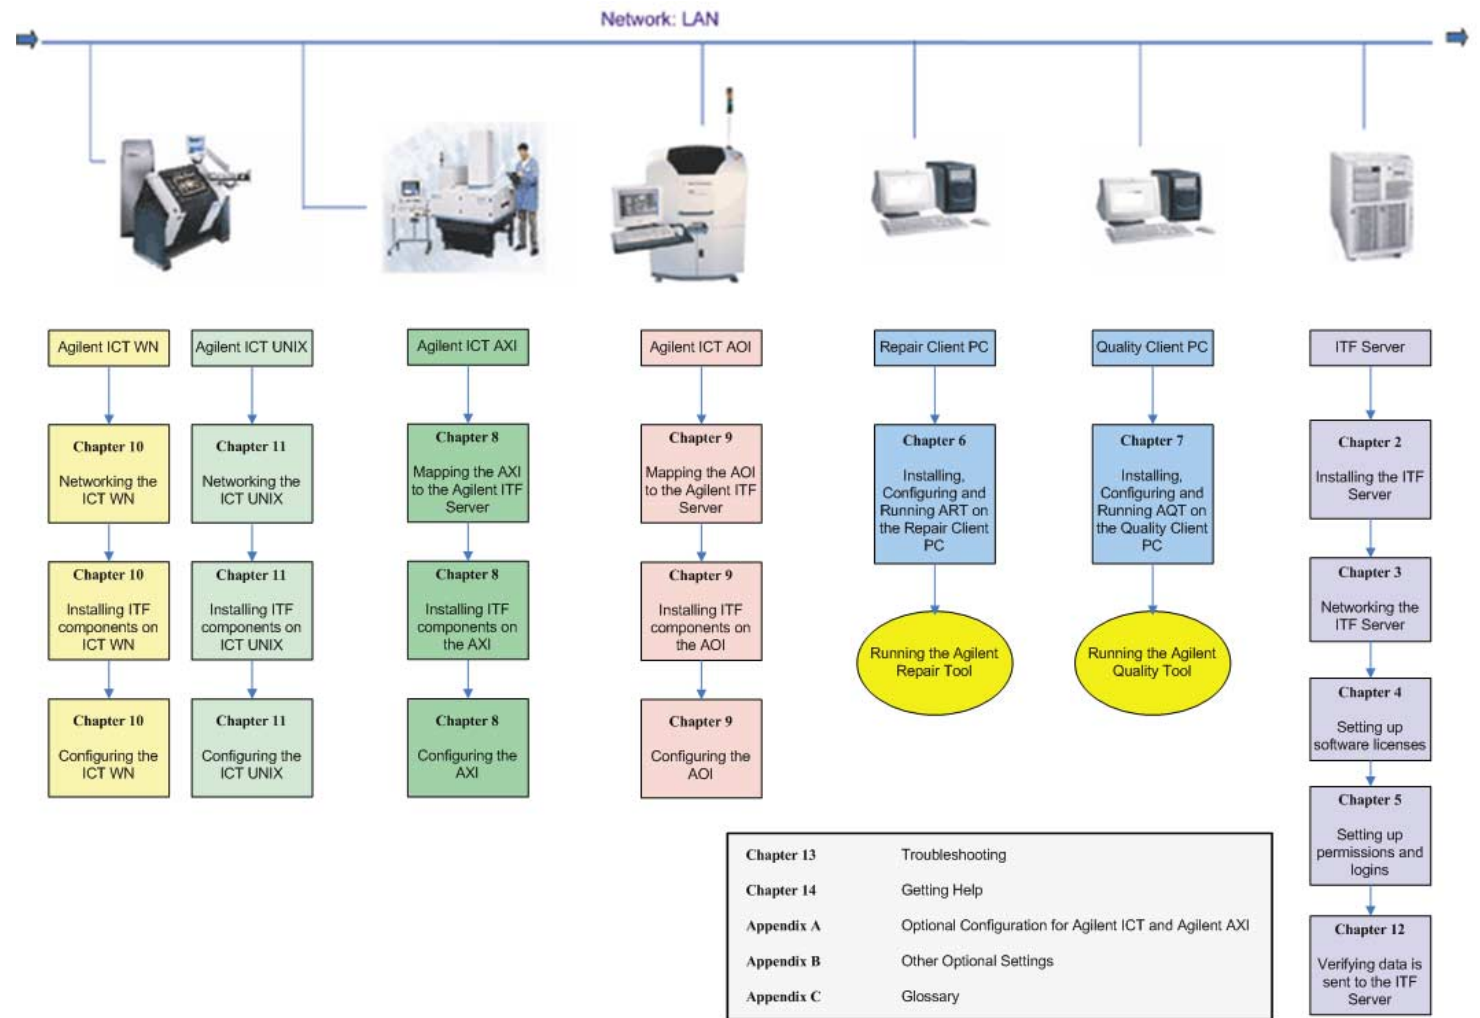 Network: LAN
Agilent ICT WN
Agilent ICT UNIX
Agilent ICT AXI
Agilent ICT AOI
Repair Client PC
Quality Client PC
ITF Server
Chapter 10
Networking the
ICT WN
Chapter 11
Networking the
ICT UNIX
Chapter 8
Mapping the AXI
to the Agilent ITF
Server
Chapter 9
Mapping the AOI
to the Agilent ITF
Server
Chapter 6
Installing,
Configuring and
Running ART on
the Repair Client
PC
Chapter 7
Installing,
Configuring and
Running AQT on
the Quality Client
PC
Chapter 2
Installing the ITF
Server
Chapter 10
Installing ITF
components on
ICT WN
Chapter 11
Installing ITF
components on
ICT UNIX
Chapter 8
Installing ITF
components on
the AXI
Chapter 9
Installing ITF
components on
the AOI
Running the Agilent
Repair Tool
Running the Agilent
Quality Tool
Chapter 3
Networking the
ITF Server
Chapter 10
Configuring the
ICT WN
Chapter 11
Configuring the
ICT UNIX
Chapter 8
Configuring the
AXI
Chapter 9
Configuring the
AOI
Chapter 4
Setting up
software licenses
Chapter 5
Setting up
permissions and
logins
Chapter 12
Verifying data is
sent to the ITF
Server
Chapter 13 Troubleshooting
Chapter 14 Getting Help
Appendix A Optional Configuration for Agilent ICT and Agilent AXI
Appendix B Other Optional Settings
Appendix C Glossary